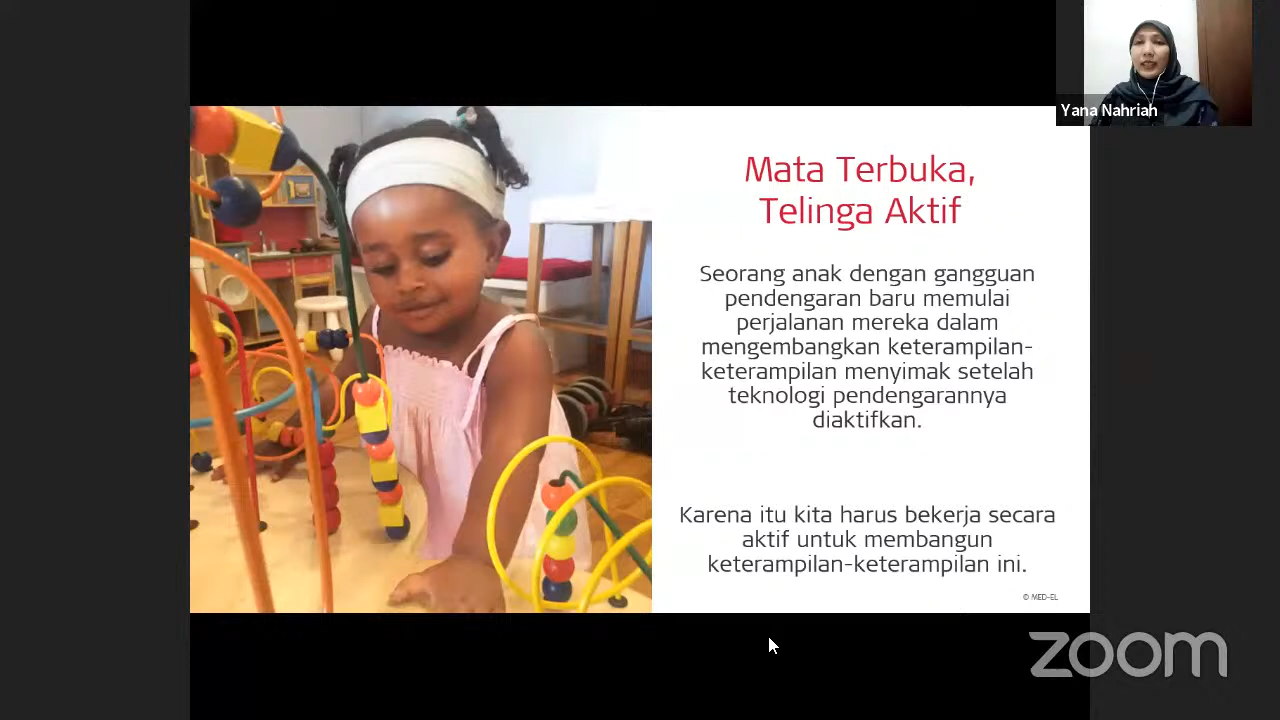 Yana Nahriah
Mata Terbuka,
Telinga Aktif
Seorang anak dengan gangguan
pendengaran baru memulai
perjalanan mereka dalam
mengembangkan keterampilan-
keterampilan menyimak setelah
teknologi pendengarannya
diaktifkan.
Karena itu kita harus bekerja secara
aktif untuk membangun
keterampilan-keterampilan ini.
© MED-EL
zoom